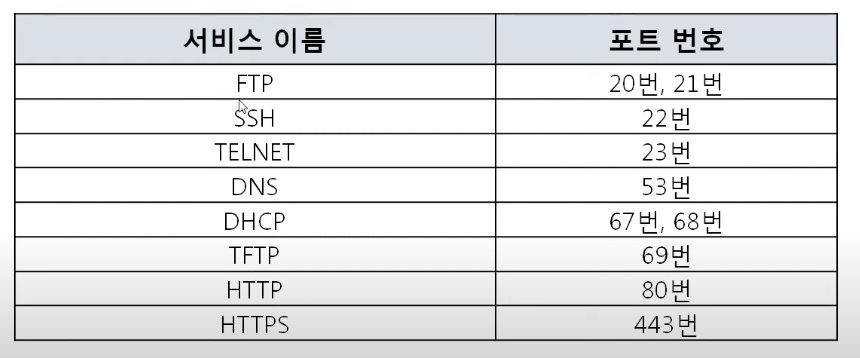 서비스 이름 포트 번호
FTP 20번, 21번
SSH 22번
TELNET 23번
DNS 53번
DHCP 67번, 68번
TFTP 69번
HTTP 80번
HTTPS 443번